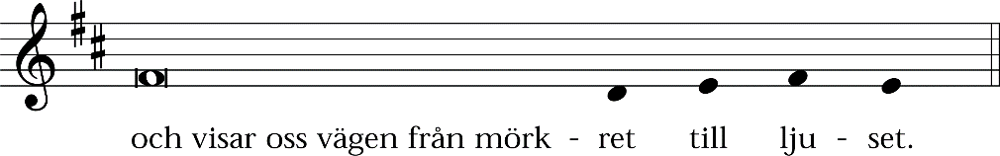 och visar oss vägen från mörk - ret till lju - set.